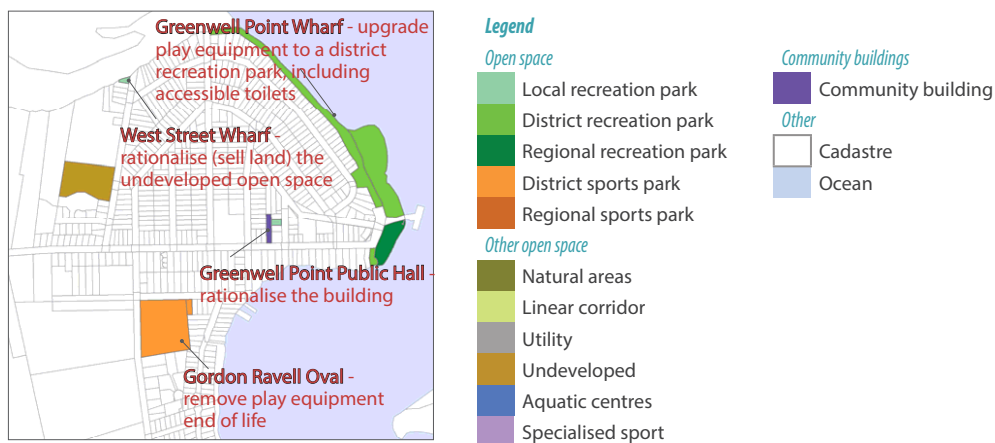 Greenwell Point Wharf - upgrade
play equipment to a district
recreation park, including
accessible toilets
West Street Wharf -
rationalise (sell land) the
undeveloped open space
Greenwell Point Public Hall -
rationalise the building
Gordon Ravell Oval -
remove play equipment
end of life
Legend
Open space
Local recreation park
District recreation park
Regional recreation park
District sports park
Regional sports park
Other open space
Natural areas
Linear corridor
Utility
Undeveloped
Aquatic centres
Specialised sport
Community buildings
Community building
Other
Cadastre
Ocean